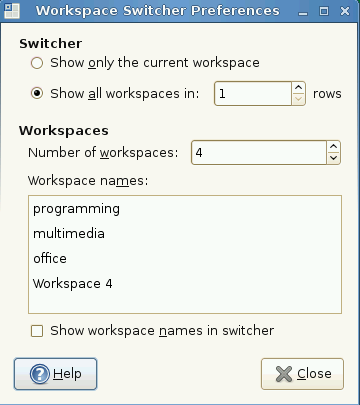 Workspace Switcher Preferences
Switcher
Show only the current workspace
Show all workspaces in: 1 rows
Workspaces
Number of workspaces: 4
Workspace names:
programming
multimedia
office
Workspace 4
Show workspace names in switcher
Help Close